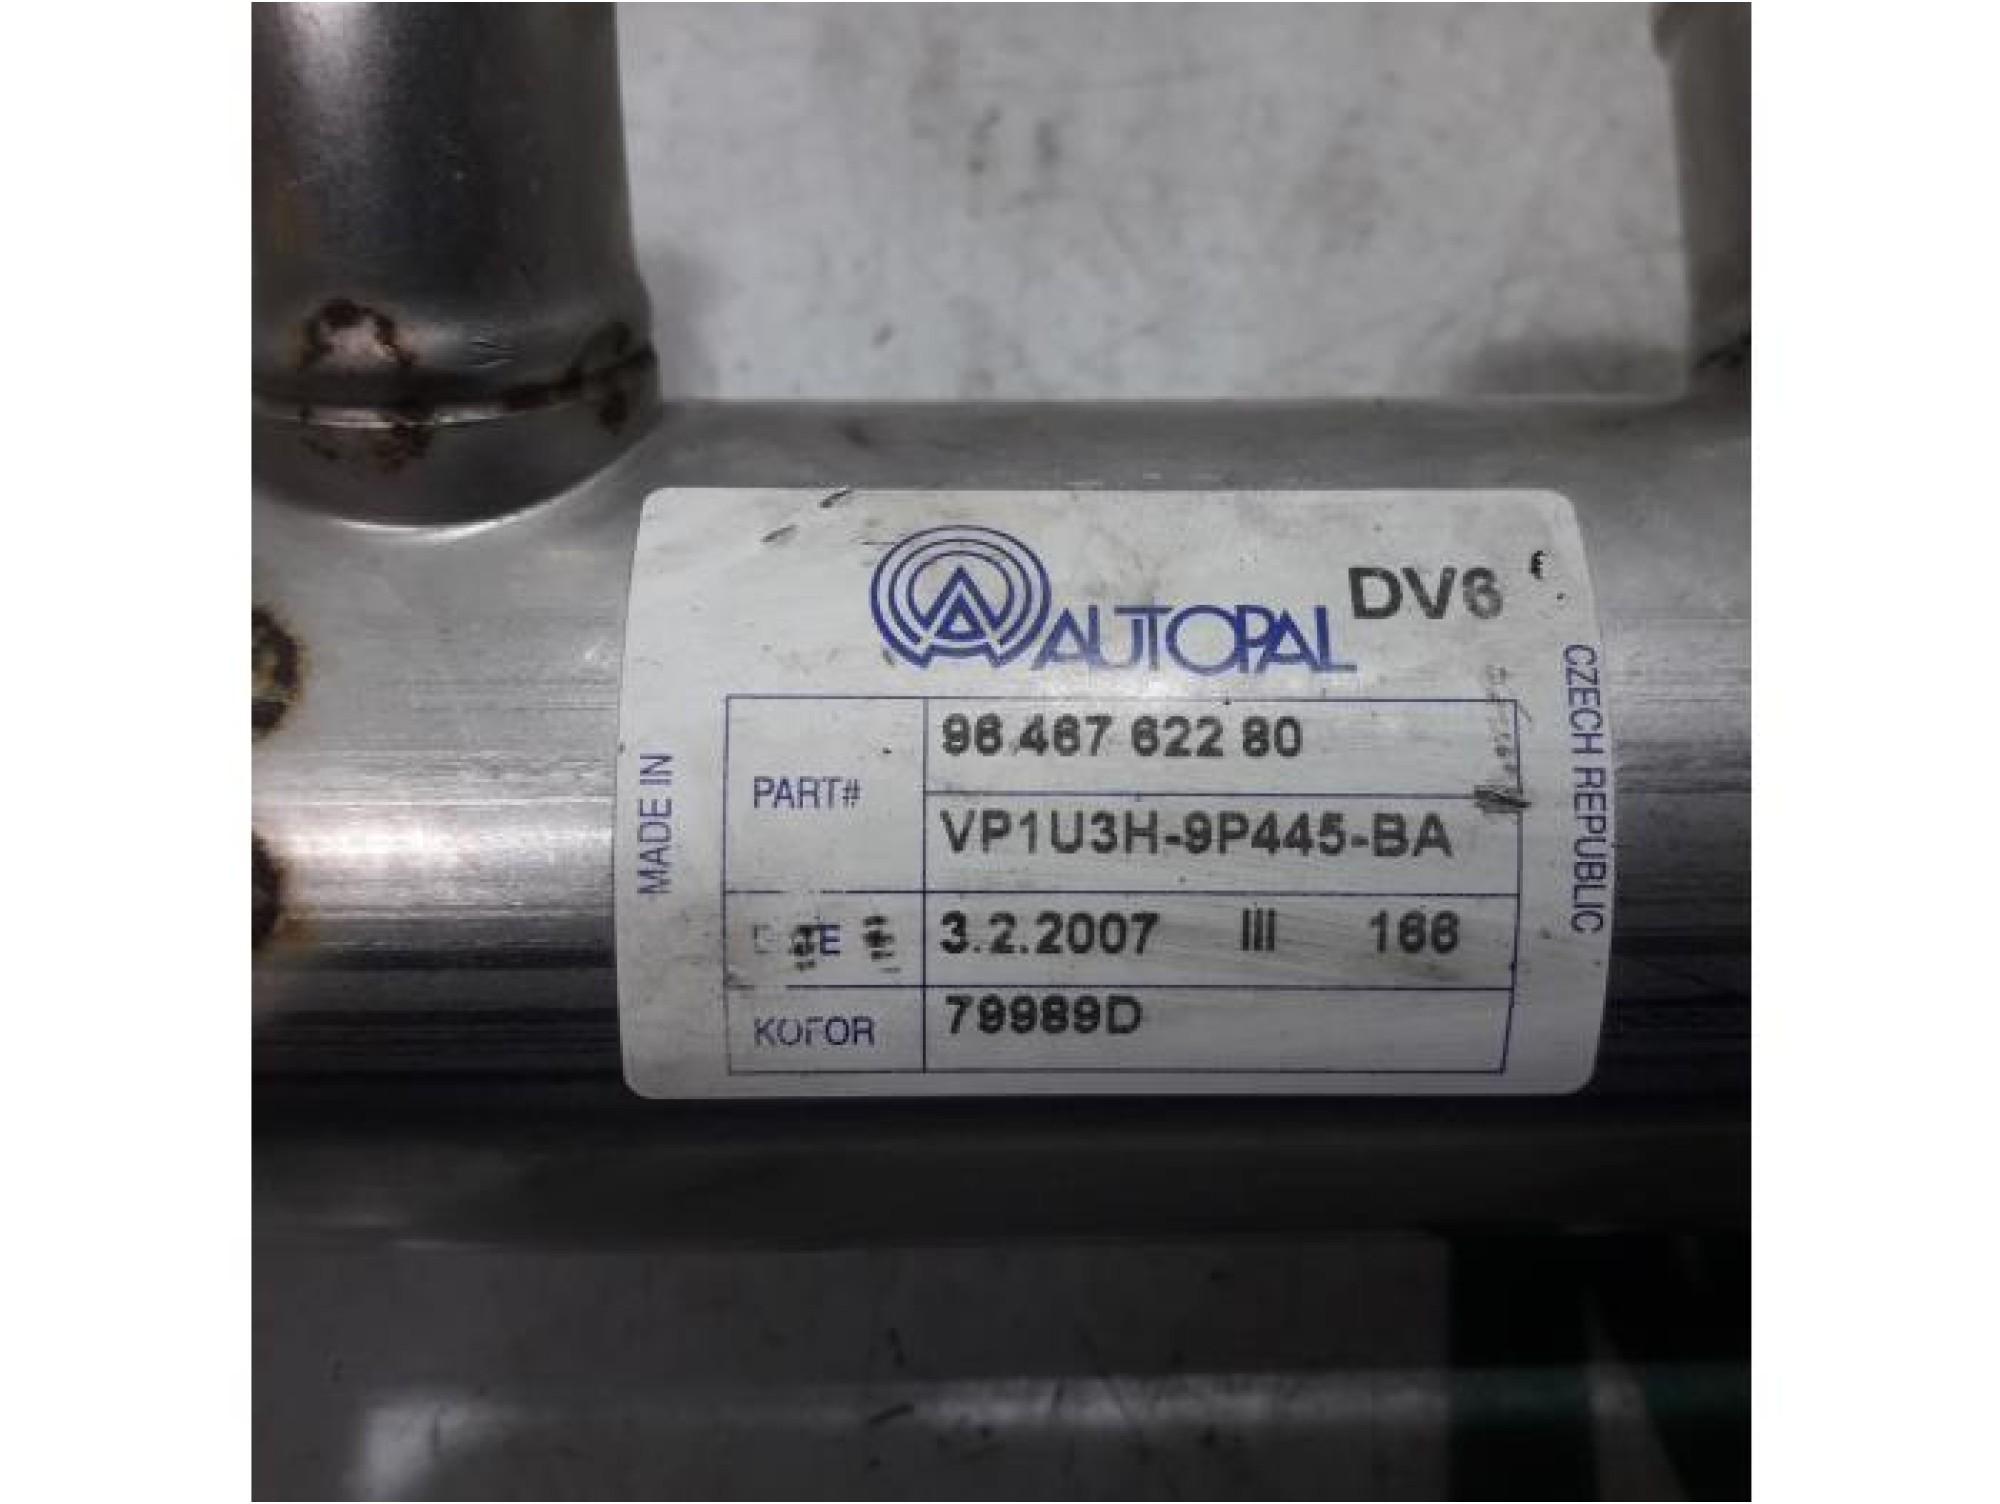 AUTOPAL DV6
MADE IN
CZECH REPUBLIC
PART# 96 467 622 80
VP1U3H-9P445-BA
3.2.2007 III 166
KOFOR 79989D